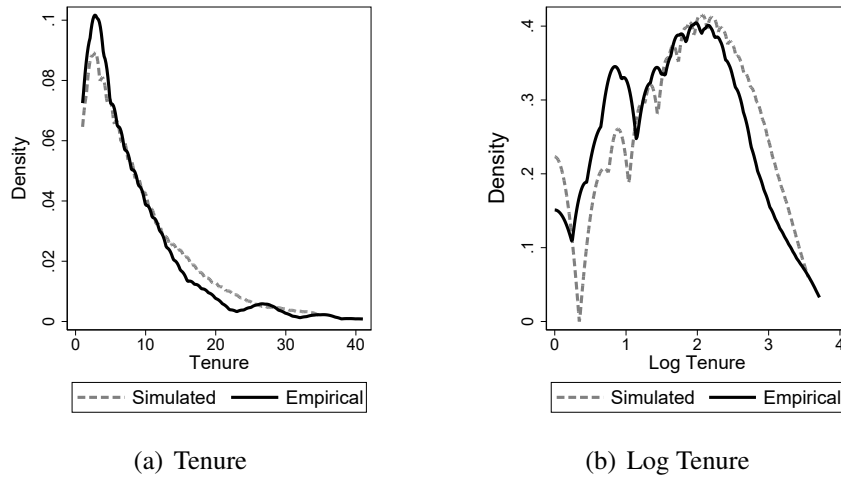 .1
.08
.06
.04
.02
0
Density
0 10 20 30 40
Tenure
Simulated Empirical
(a) Tenure
.4
.3
.2
.1
0
Density
0 1 2 3 4
Log Tenure
Simulated Empirical
(b) Log Tenure